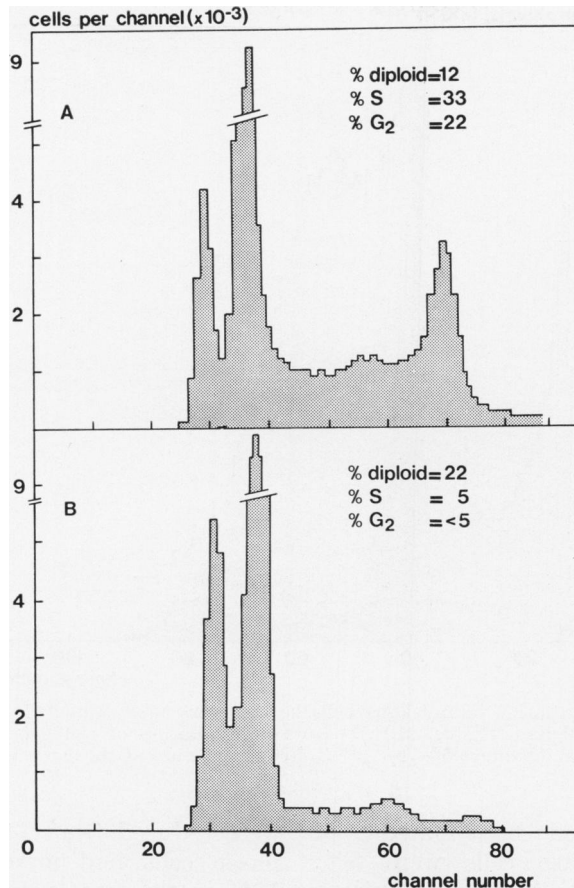 cells per channel (x10⁻³)
9
A
% diploid=12
% S =33
% G₂ =22
4
2
9
B
% diploid=22
% S = 5
% G₂ =<5
4
2
0
20
40
60
80
channel number